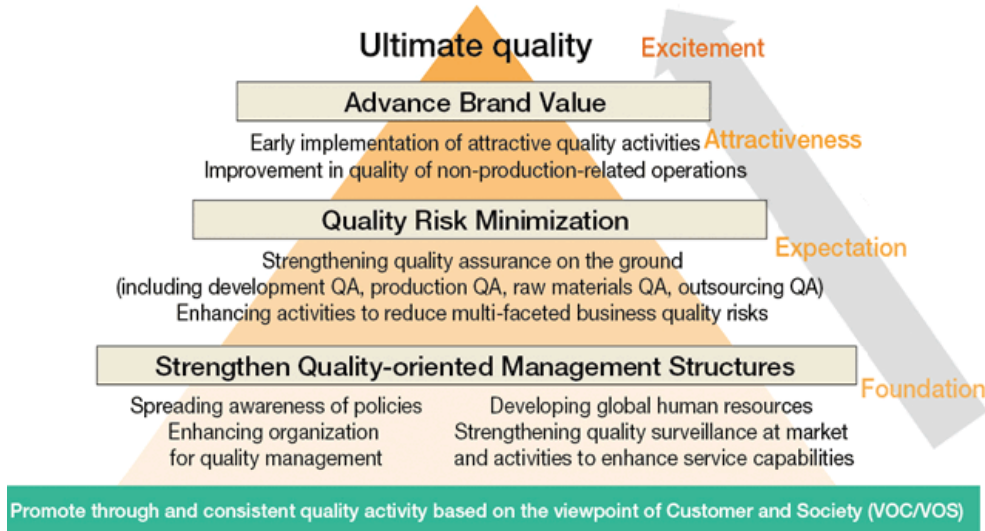 Ultimate quality
Excitement
Advance Brand Value
Early implementation of attractive quality activities
Attractiveness
Improvement in quality of non-production-related operations
Quality Risk Minimization
Expectation
Strengthening quality assurance on the ground
(including development QA, production QA, raw materials QA, outsourcing QA)
Enhancing activities to reduce multi-faceted business quality risks
Strengthen Quality-oriented Management Structures
Foundation
Spreading awareness of policies
Enhancing organization
for quality management
Developing global human resources
Strengthening quality surveillance at market
and activities to enhance service capabilities
Promote through and consistent quality activity based on the viewpoint of Customer and Society (VOC/VOS)